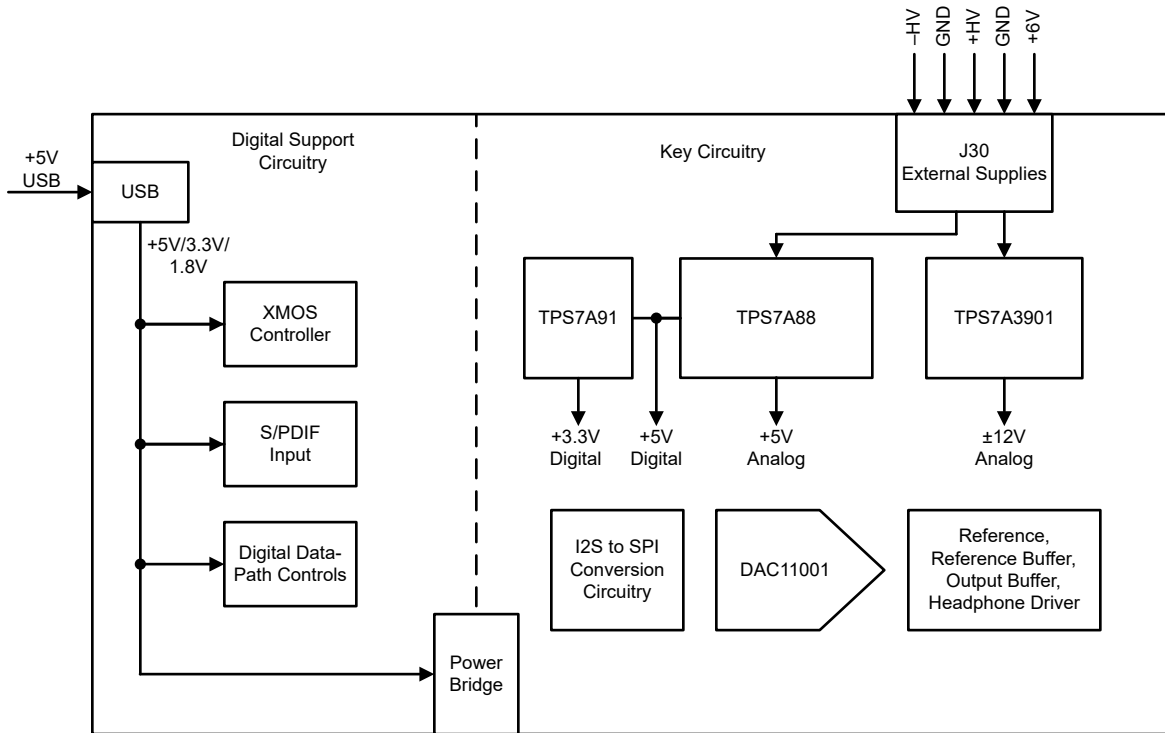 –HV
GND
+HV
GND
+6V
Digital Support
Circuitry
Key Circuitry
J30
External Supplies
+5V
USB
USB
+5V/3.3V/
1.8V
XMOS
Controller
TPS7A91
TPS7A88
TPS7A3901
S/PDIF
Input
+3.3V
Digital
+5V
Digital
+5V
Analog
±12V
Analog
Digital Data-
Path Controls
I2S to SPI
Conversion
Circuitry
DAC11001
Reference,
Reference Buffer,
Output Buffer,
Headphone Driver
Power
Bridge